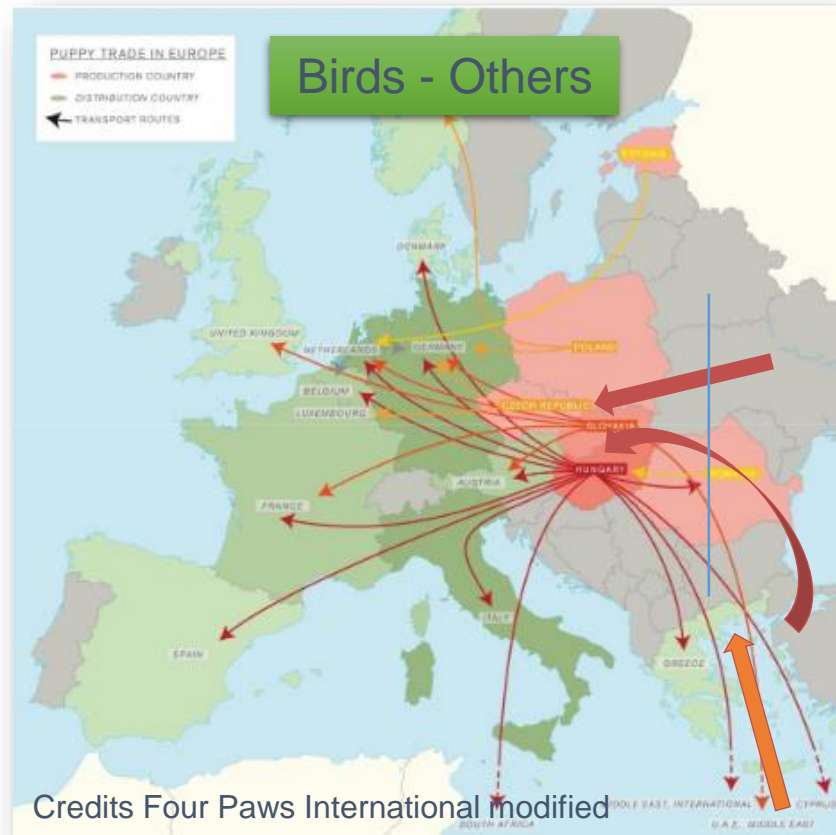 PUPPY TRADE IN EUROPE
PRODUCTION COUNTRY
DISTRIBUTION COUNTRY
TRANSPORT ROUTES
Birds - Others
ESTONIA
DENMARK
UNITED KINGDOM
NETHERLANDS
GERMANY
POLAND
BELGIUM
CZECH REPUBLIC
LUXEMBOURG
SLOVAKIA
HUNGARY
AUSTRIA
FRANCE
ITALY
SPAIN
GREECE
MIDDLE EAST, INTERNATIONAL
CYPRUS
Credits Four Paws International modified
SOUTH AFRICA
U.A.E., MIDDLE EAST